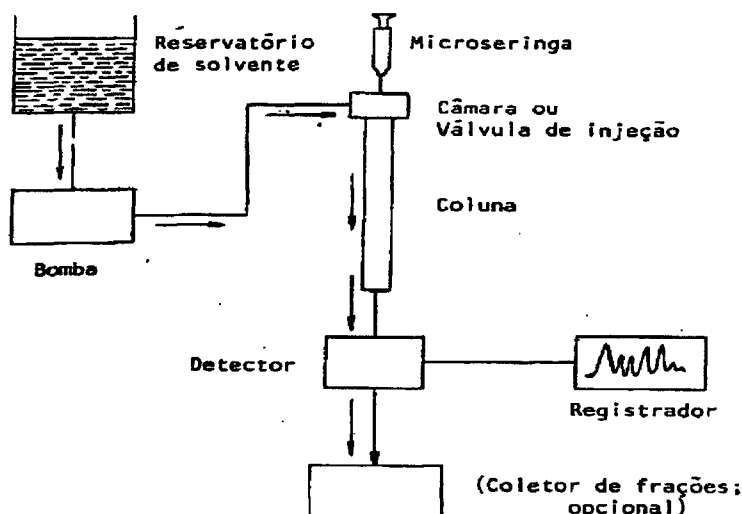 Reservatório
de solvente
Microseringa
Câmara ou
Válvula de injeção
Coluna
Bomba
Detector
Registrador
(Coletor de frações;
opcional)